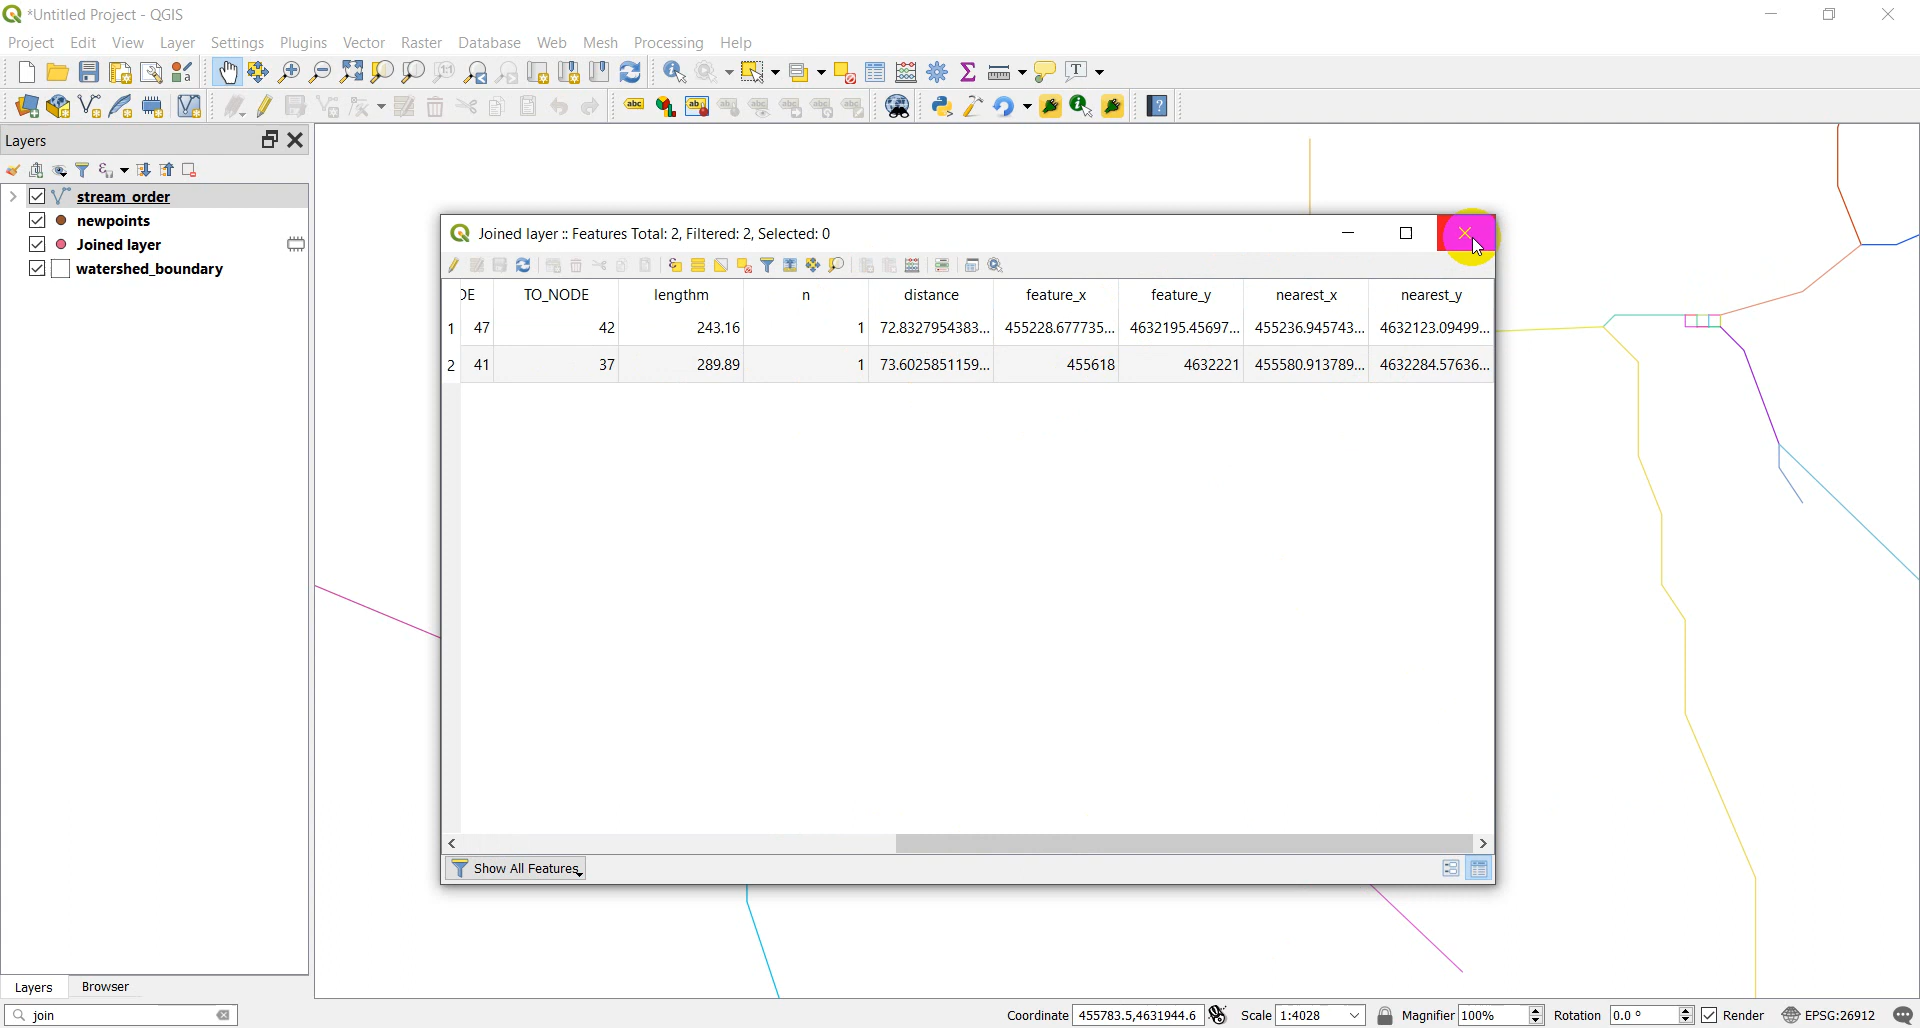 *Untitled Project - QGIS
Project Edit View Layer Settings Plugins Vector Raster Database Web Mesh Processing Help
Layers
stream_order
newpoints
Joined layer
watershed_boundary
Joined layer :: Features Total: 2, Filtered: 2, Selected: 0
DE TO_NODE lengthm n distance feature_x feature_y nearest_x nearest_y
1 47 42 243.16 1 72.8327954383... 455228.677735... 4632195.45697... 455236.945743... 4632123.09499...
2 41 37 289.89 1 73.6025851159... 455618 4632221 455580.913789... 4632284.57636...
Show All Features
Layers Browser
join
Coordinate 455783.5,4631944.6 Scale 1:4028 Magnifier 100% Rotation 0.0 ° Render EPSG:26912